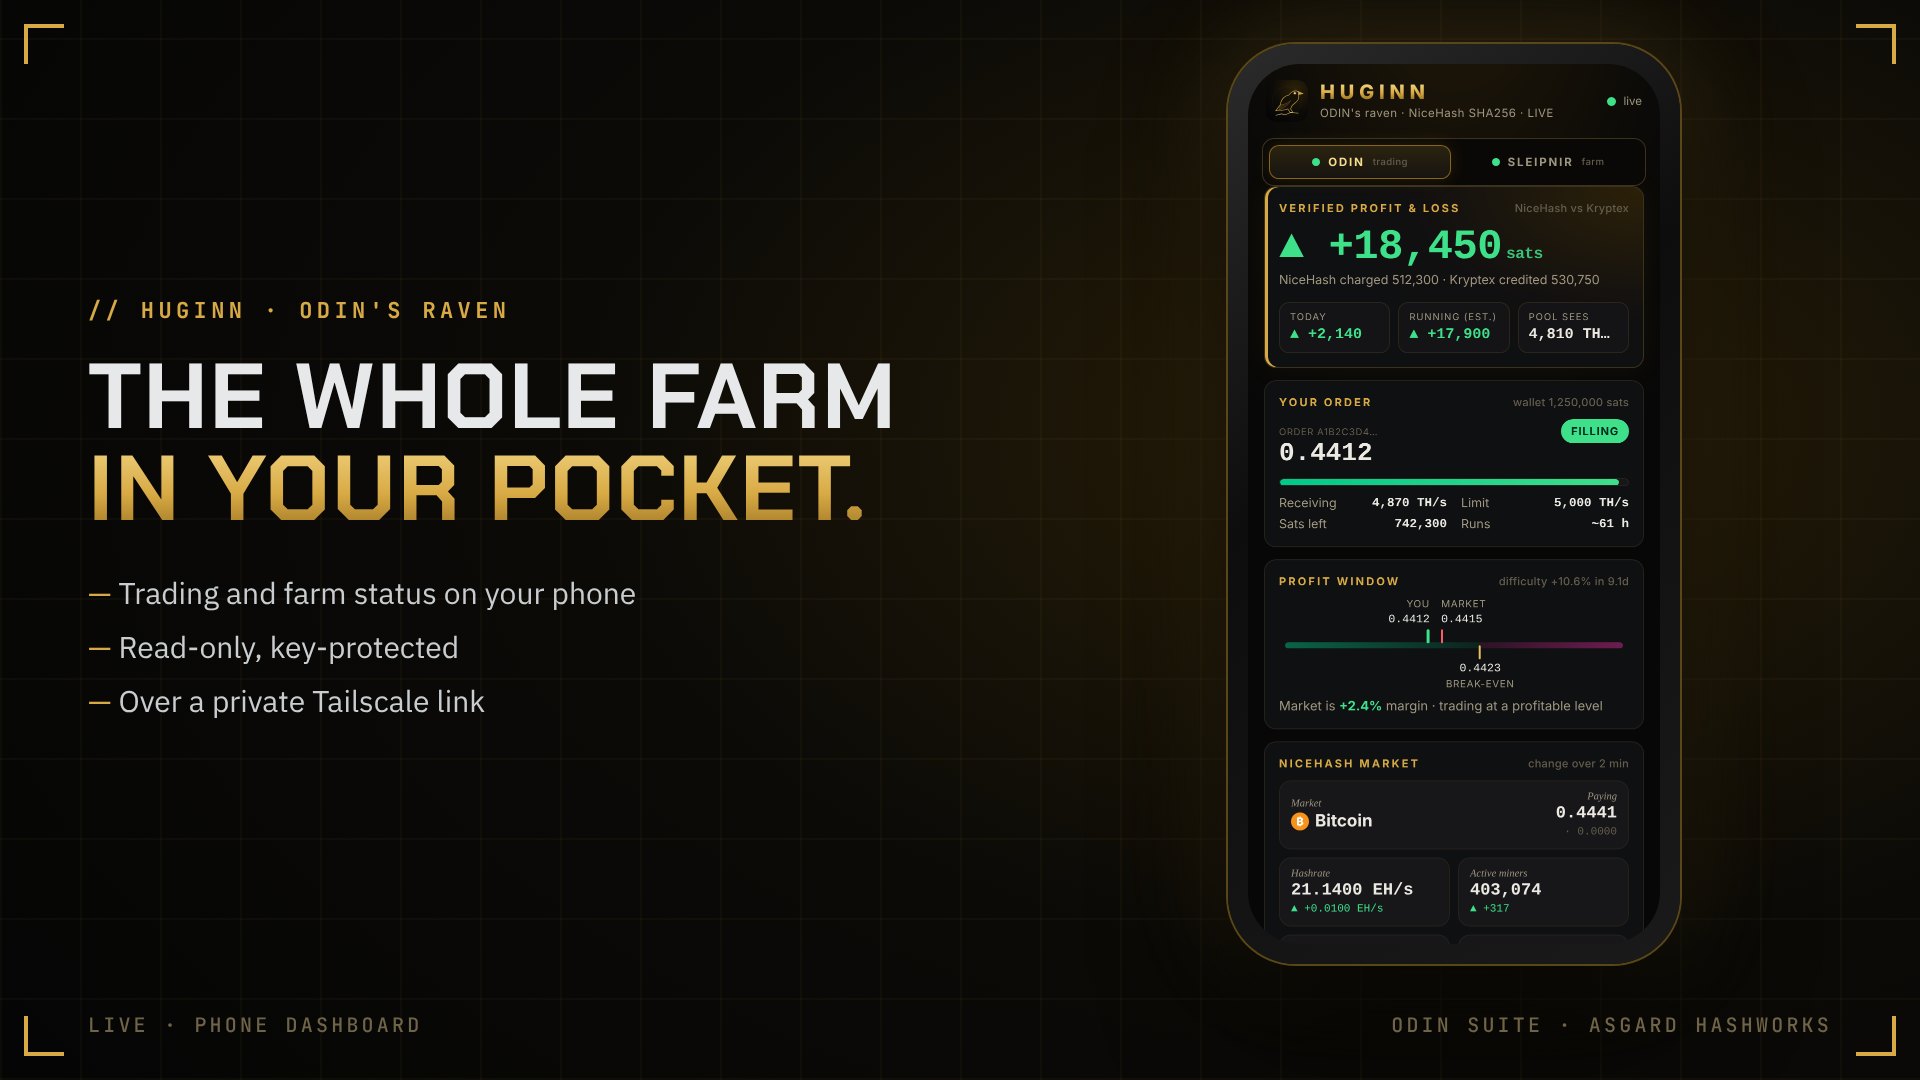 // HUGINN · ODIN'S RAVEN
THE WHOLE FARM
IN YOUR POCKET.
— Trading and farm status on your phone
— Read-only, key-protected
— Over a private Tailscale link
LIVE · PHONE DASHBOARD
HUGINN
ODIN's raven · NiceHash SHA256 · LIVE
live
ODIN trading
SLEIPNIR farm
VERIFIED PROFIT & LOSS
NiceHash vs Kryptex
▲ +18,450 sats
NiceHash charged 512,300 · Kryptex credited 530,750
TODAY
▲ +2,140
RUNNING (EST.)
▲ +17,900
POOL SEES
4,810 TH…
YOUR ORDER
wallet 1,250,000 sats
ORDER A1B2C3D4…
FILLING
0.4412
Receiving 4,870 TH/s Limit 5,000 TH/s
Sats left 742,300 Runs ~61 h
PROFIT WINDOW
difficulty +10.6% in 9.1d
YOU MARKET
0.4412 0.4415
0.4423
BREAK-EVEN
Market is +2.4% margin · trading at a profitable level
NICEHASH MARKET
change over 2 min
Market
Bitcoin
Paying
0.4441
· 0.0000
Hashrate
21.1400 EH/s
▲ +0.0100 EH/s
Active miners
403,074
▲ +317
ODIN SUITE · ASGARD HASHWORKS